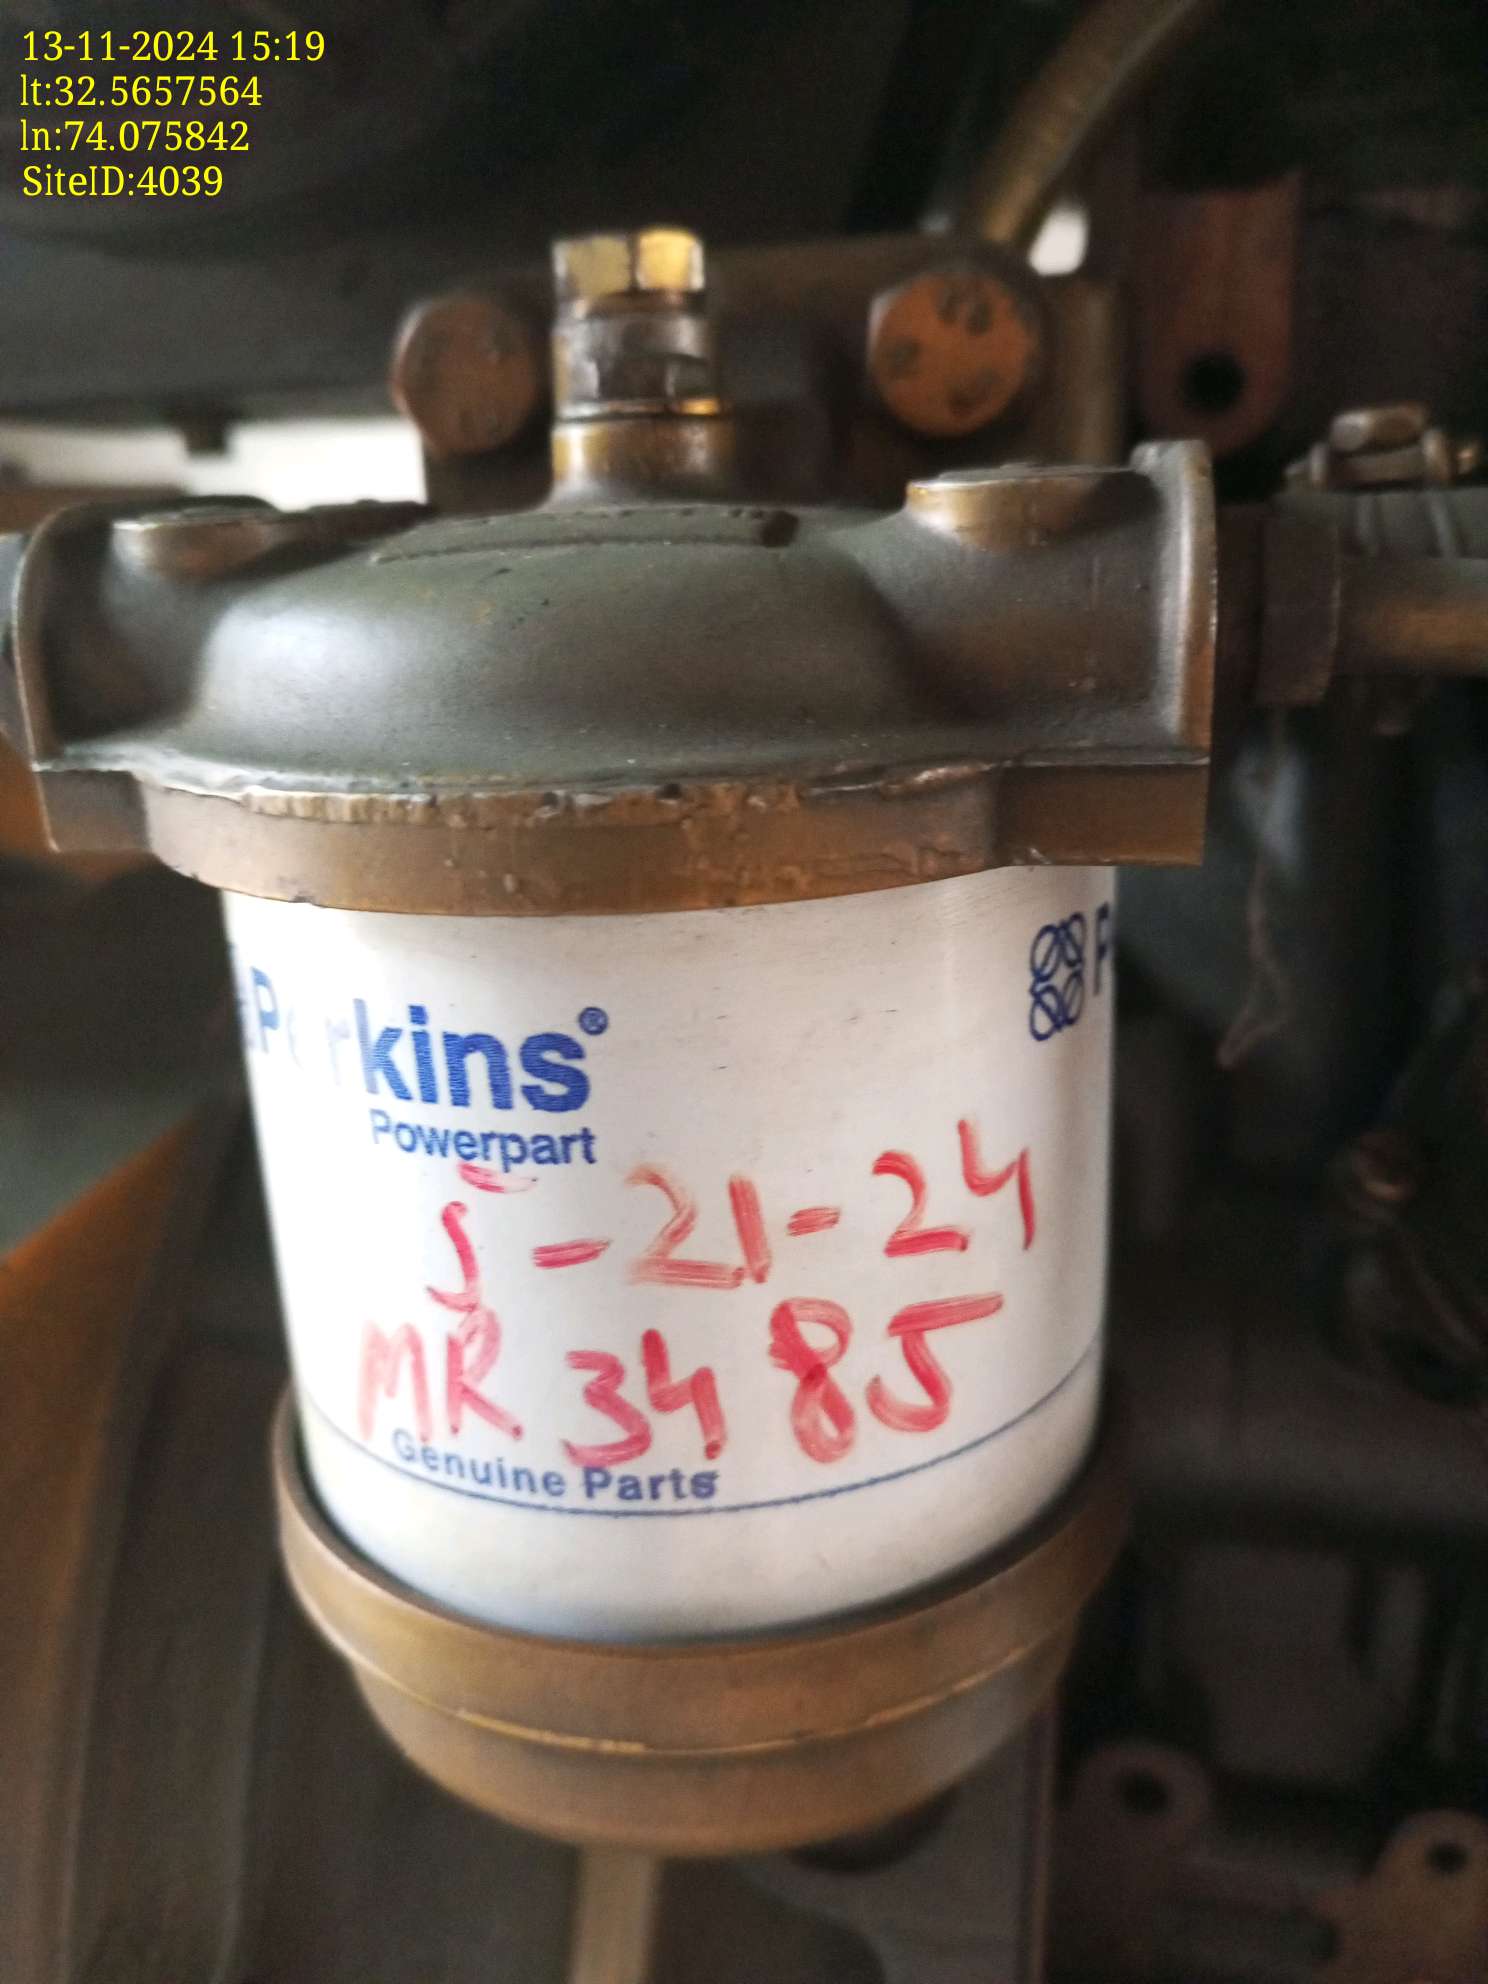 13-11-2024 15:19
lt:32.5657564
ln:74.075842
SiteID:4039
Perkins®
Powerpart
5-21-24
MR 3485
Genuine Parts